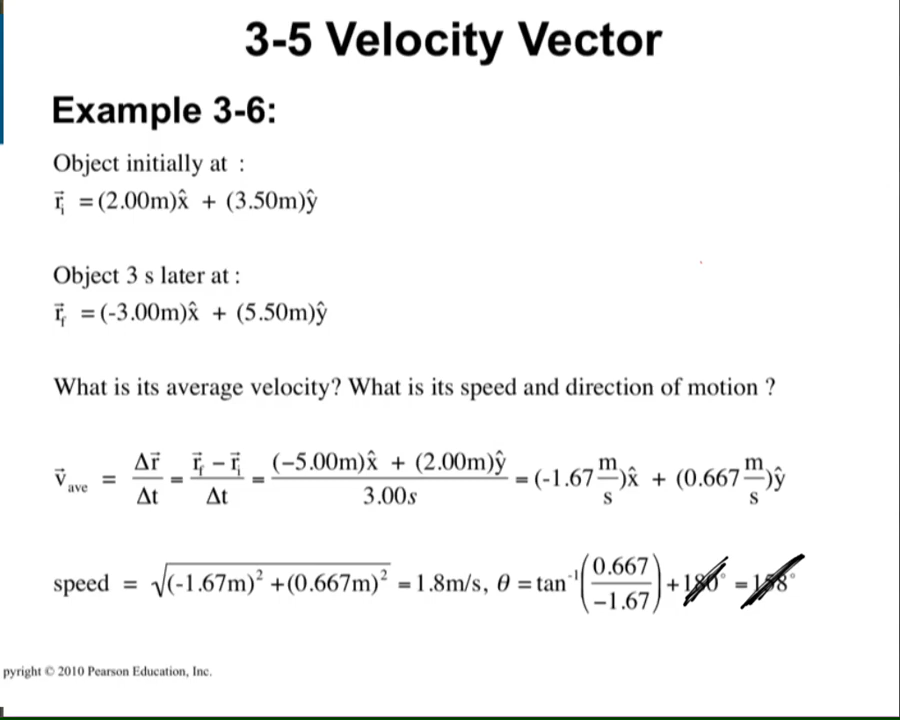 3-5 Velocity Vector
Example 3-6:
Object initially at :
r⃗ᵢ = (2.00m)x̂ + (3.50m)ŷ
Object 3 s later at :
r⃗f = (-3.00m)x̂ + (5.50m)ŷ
What is its average velocity? What is its speed and direction of motion ?
v⃗ave = Δr⃗/Δt = (r⃗f − r⃗ᵢ)/Δt = ((−5.00m)x̂ + (2.00m)ŷ)/3.00s = (-1.67 m/s)x̂ + (0.667 m/s)ŷ
speed = √((-1.67m)² +(0.667m)²) = 1.8m/s, θ = tan⁻¹(0.667/−1.67) + 180° =
pyright © 2010 Pearson Education, Inc.